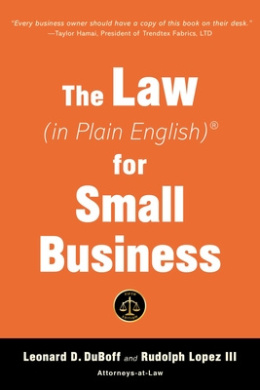 "Every business owner should have a copy of this book on their desk."
—Taylor Hamai, President of Trendtex Fabrics, LTD
The Law
(in Plain English)®
for
Small
Business
Leonard D. DuBoff and Rudolph Lopez III
Attorneys-at-Law